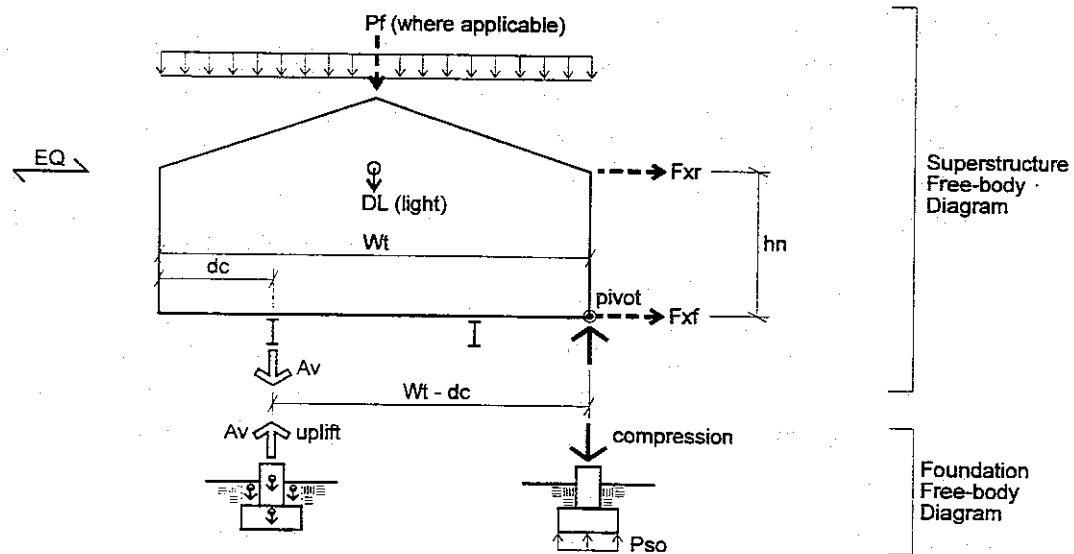 Pf (where applicable)
EQ
DL (light)
Fxr
Superstructure
Free-body
Diagram
Wt
hn
dc
pivot
Fxf
Av
Wt - dc
Av
uplift
compression
Foundation
Free-body
Diagram
Pso